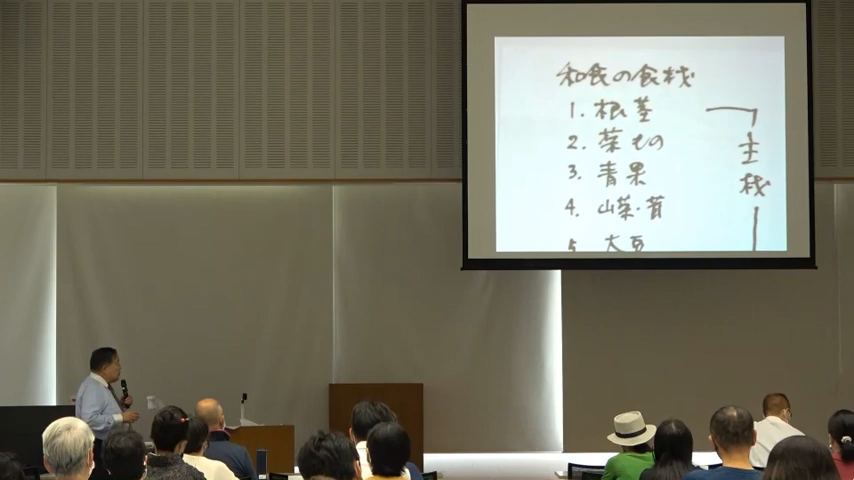 和食の食材
1. 根茎
2. 菜もの
3. 青果
4. 山菜・茸
5 大豆
主材